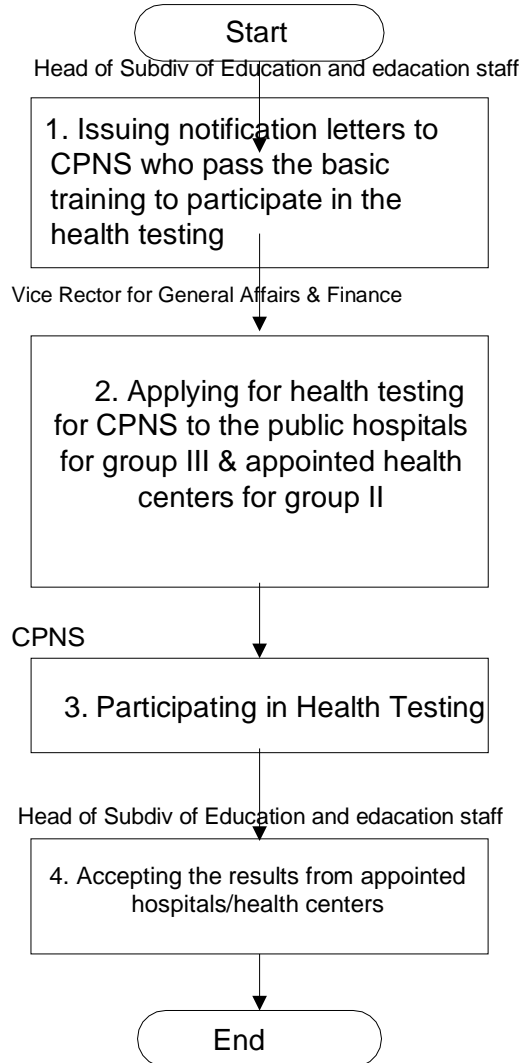 Start
Head of Subdiv of Education and edacation staff
1. Issuing notification letters to
CPNS who pass the basic
training to participate in the
health testing
Vice Rector for General Affairs & Finance
2. Applying for health testing
for CPNS to the public hospitals
for group III & appointed health
centers for group II
CPNS
3. Participating in Health Testing
Head of Subdiv of Education and edacation staff
4. Accepting the results from appointed
hospitals/health centers
End